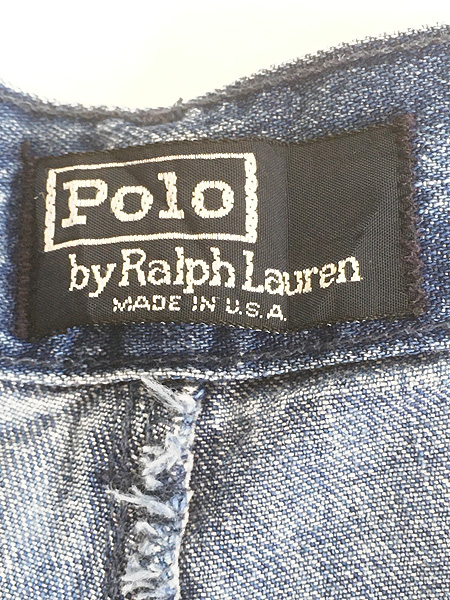 Polo
by Ralph Lauren
MADE IN U.S.A.